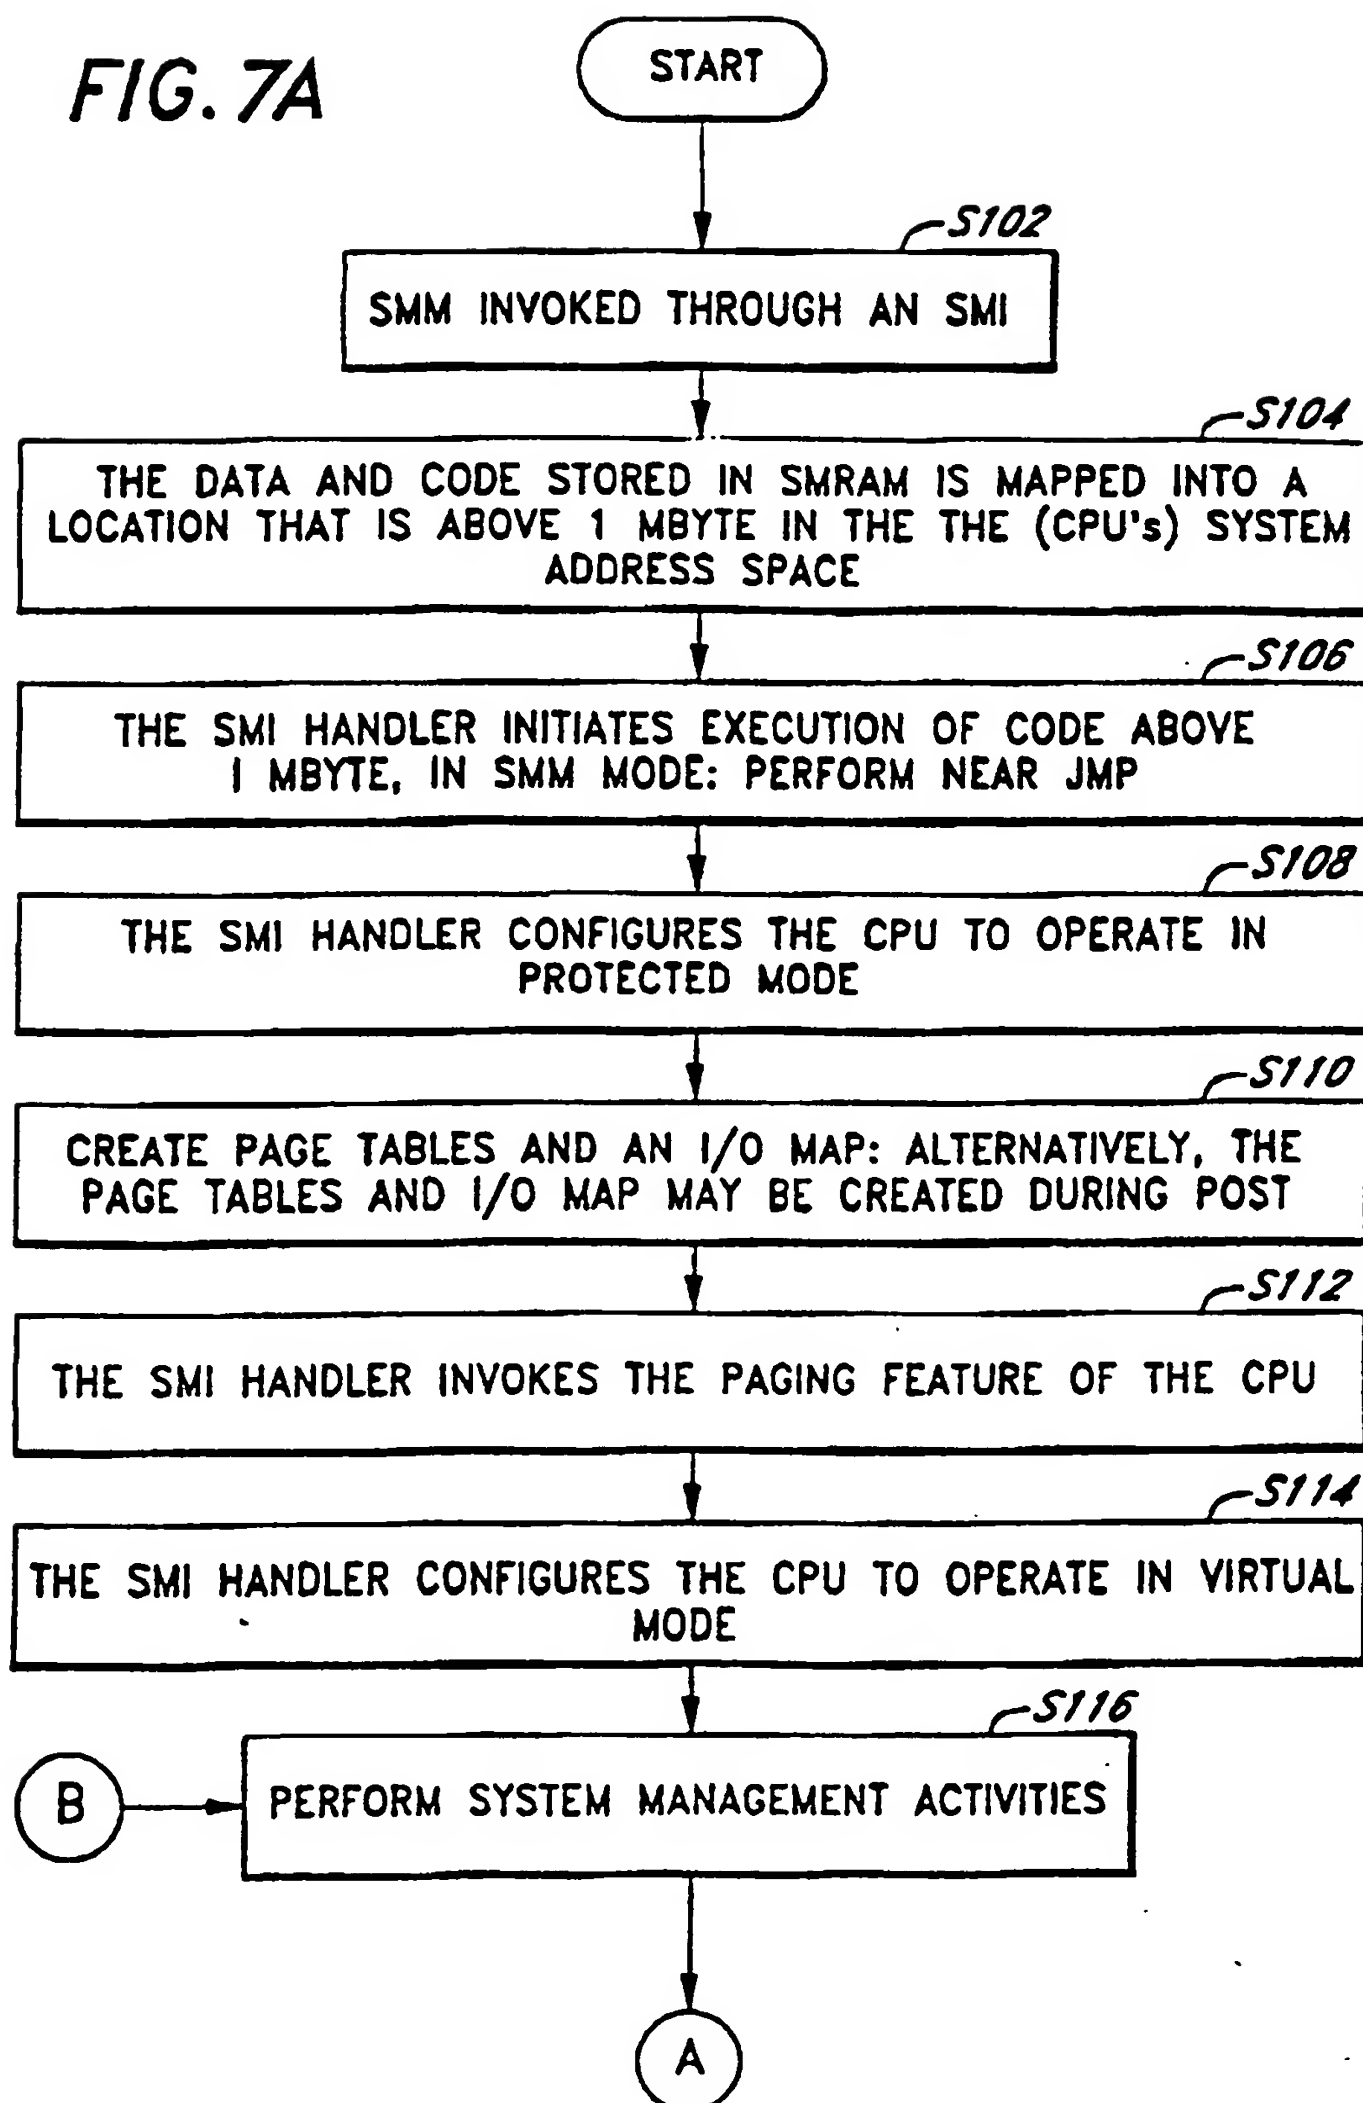 FIG. 7A
START
S102
SMM INVOKED THROUGH AN SMI
S104
THE DATA AND CODE STORED IN SMRAM IS MAPPED INTO A
LOCATION THAT IS ABOVE 1 MBYTE IN THE THE (CPU's) SYSTEM
ADDRESS SPACE
S106
THE SMI HANDLER INITIATES EXECUTION OF CODE ABOVE
1 MBYTE, IN SMM MODE: PERFORM NEAR JMP
S108
THE SMI HANDLER CONFIGURES THE CPU TO OPERATE IN
PROTECTED MODE
S110
CREATE PAGE TABLES AND AN I/O MAP: ALTERNATIVELY, THE
PAGE TABLES AND I/O MAP MAY BE CREATED DURING POST
S112
THE SMI HANDLER INVOKES THE PAGING FEATURE OF THE CPU
S114
THE SMI HANDLER CONFIGURES THE CPU TO OPERATE IN VIRTUAL
MODE
S116
B
PERFORM SYSTEM MANAGEMENT ACTIVITIES
A